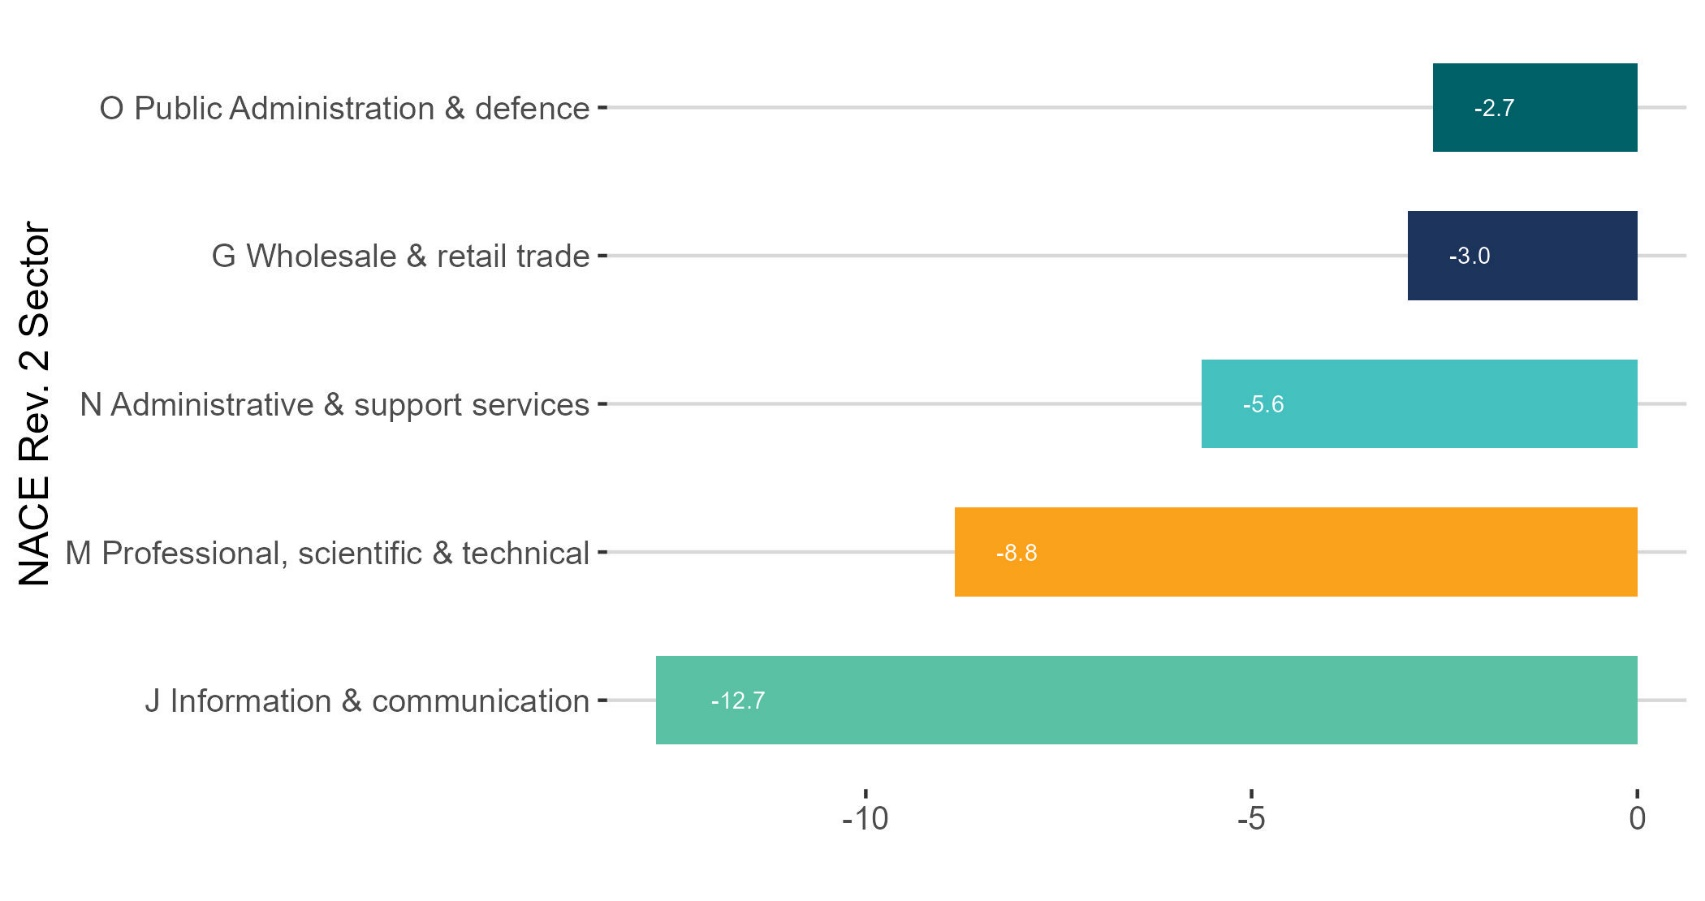 NACE Rev. 2 Sector
O Public Administration & defence
-2.7
G Wholesale & retail trade
-3.0
N Administrative & support services
-5.6
M Professional, scientific & technical
-8.8
J Information & communication
-12.7
-10
-5
0